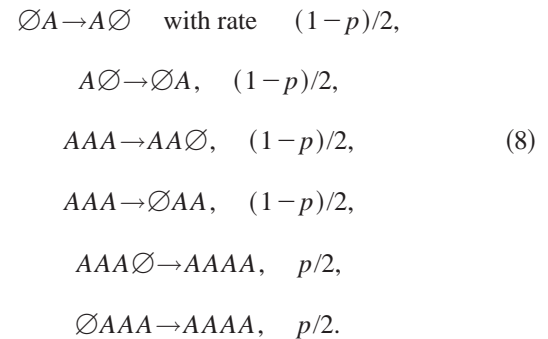 ∅A→A∅ with rate (1−p)/2,
A∅→∅A, (1−p)/2,
AAA→AA∅, (1−p)/2, (8)
AAA→∅AA, (1−p)/2,
AAA∅→AAAA, p/2,
∅AAA→AAAA, p/2.